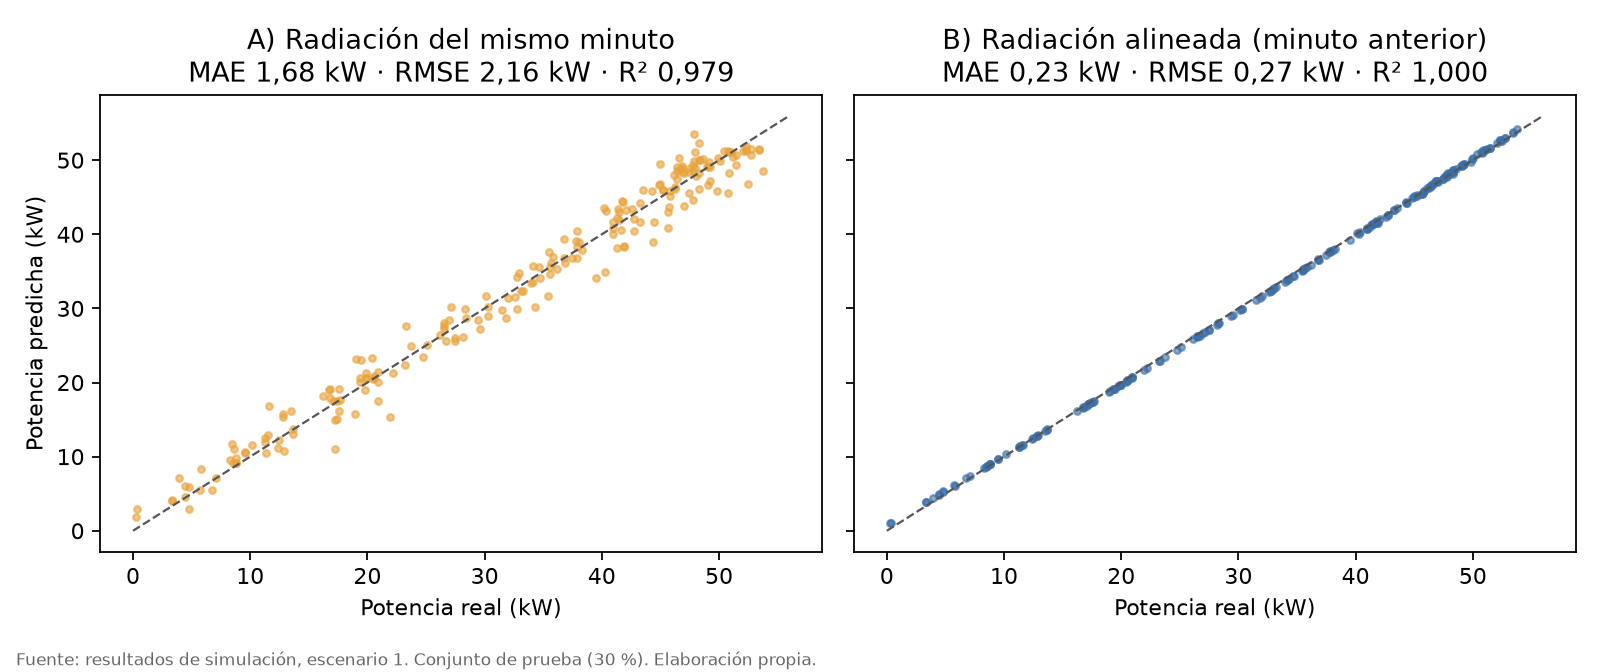 A) Radiación del mismo minuto
MAE 1,68 kW · RMSE 2,16 kW · R² 0,979
B) Radiación alineada (minuto anterior)
MAE 0,23 kW · RMSE 0,27 kW · R² 1,000
Potencia predicha (kW)
50
40
30
20
10
0
0 10 20 30 40 50
0 10 20 30 40 50
Potencia real (kW)
Potencia real (kW)
Fuente: resultados de simulación, escenario 1. Conjunto de prueba (30 %). Elaboración propia.